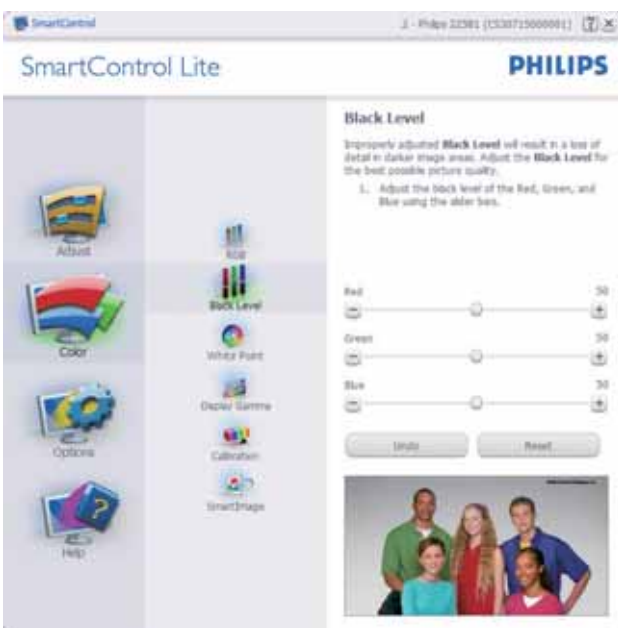 SmartControl
SmartControl Lite
PHILIPS
Adjust
Color
Options
Help
RGB
Black Level
White Point
Display Gamma
Calibration
SmartImage
Black Level
Improperly adjusted Black Level will result in a loss of
detail in darker image areas. Adjust the Black Level for
the best possible picture quality.
1. Adjust the black level of the Red, Green, and
Blue using the slider bars.
Red 50
Green 50
Blue 50
Undo Reset